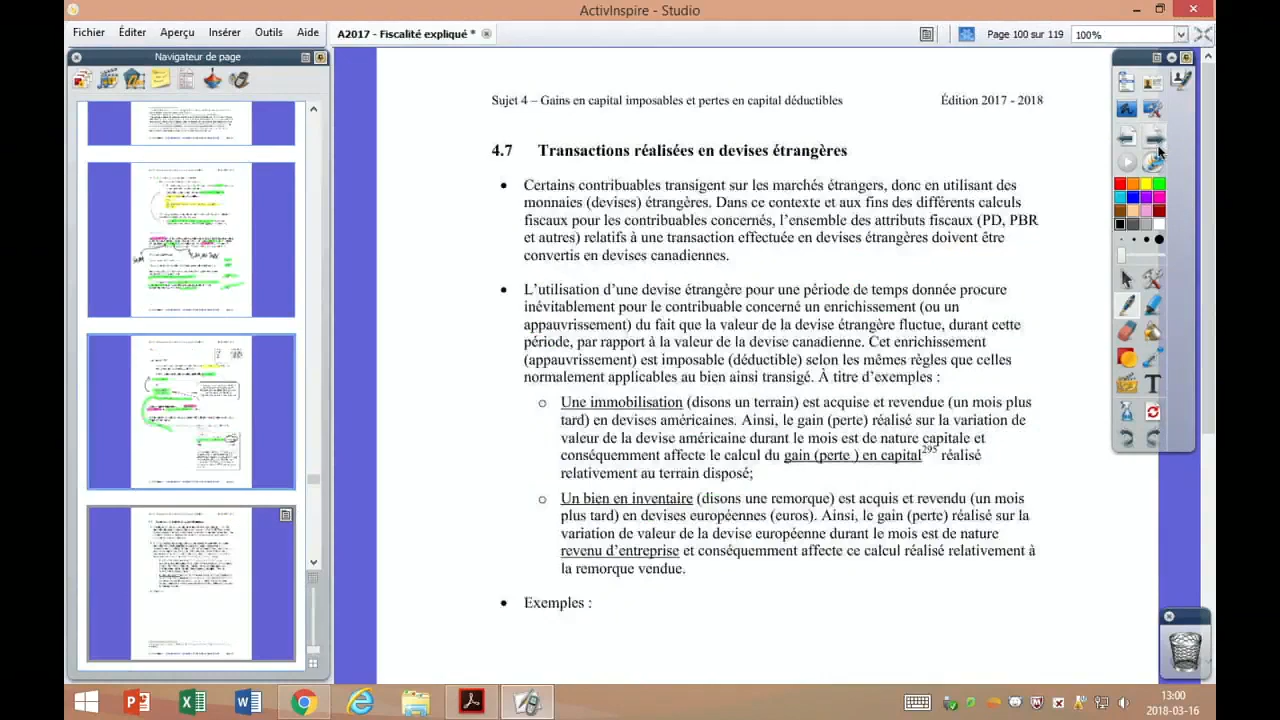 ActivInspire - Studio
Fichier Éditer Aperçu Insérer Outils Aide
A2017 - Fiscalité expliqué *
Page 100 sur 119
100%
Navigateur de page
Sujet 4 – Gains en capital imposables et pertes en capital déductibles Édition 2017 - 2018
4.7 Transactions réalisées en devises étrangères
• Certains contribuables transigent sur les marchés étrangers et/ou en d'autres
monnaies (devises) étrangères. Dans ce contexte et aux fins des différents calculs
fiscaux pour les contribuables concernés, l'ensemble des attributs fiscaux (PD, PBR
et autres) relatifs à une transaction effectuée en devises étrangères doivent être
convertis en devises canadiennes.
• L'utilisation d'une devise étrangère pour une période de temps donnée procure
inévitablement pour le contribuable concerné un enrichissement (ou un
appauvrissement) du fait que la valeur de la devise étrangère fluctue, durant cette
période, par rapport à la valeur de la devise canadienne. Cet enrichissement
(appauvrissement) est imposable (déductible) selon les mêmes règles que celles
normalement applicables au bien ainsi transigé. À titre d'exemples :
Une immobilisation (disons un terrain) est acquise et revendue (un mois plus
tard) en devises américaines. Ainsi, le gain (perte) réalisé sur la variation de
valeur de la devise américaine durant le mois est de nature capitale et
conséquemment affecte le calcul du gain (perte ) en capital295 réalisé
relativement au terrain disposé;
o Un bien en inventaire (disons une remorque) est acquis et revendu (un mois
plus tard) en devises européennes (euros). Ainsi, le gain (perte) réalisé sur la
variation de valeur de la devise européenne durant le mois est de nature
revenu d'entreprise et conséquemment affecte ce calcul réalisé relativement à
la remorque vendue.
• Exemples :
13:00
2018-03-16